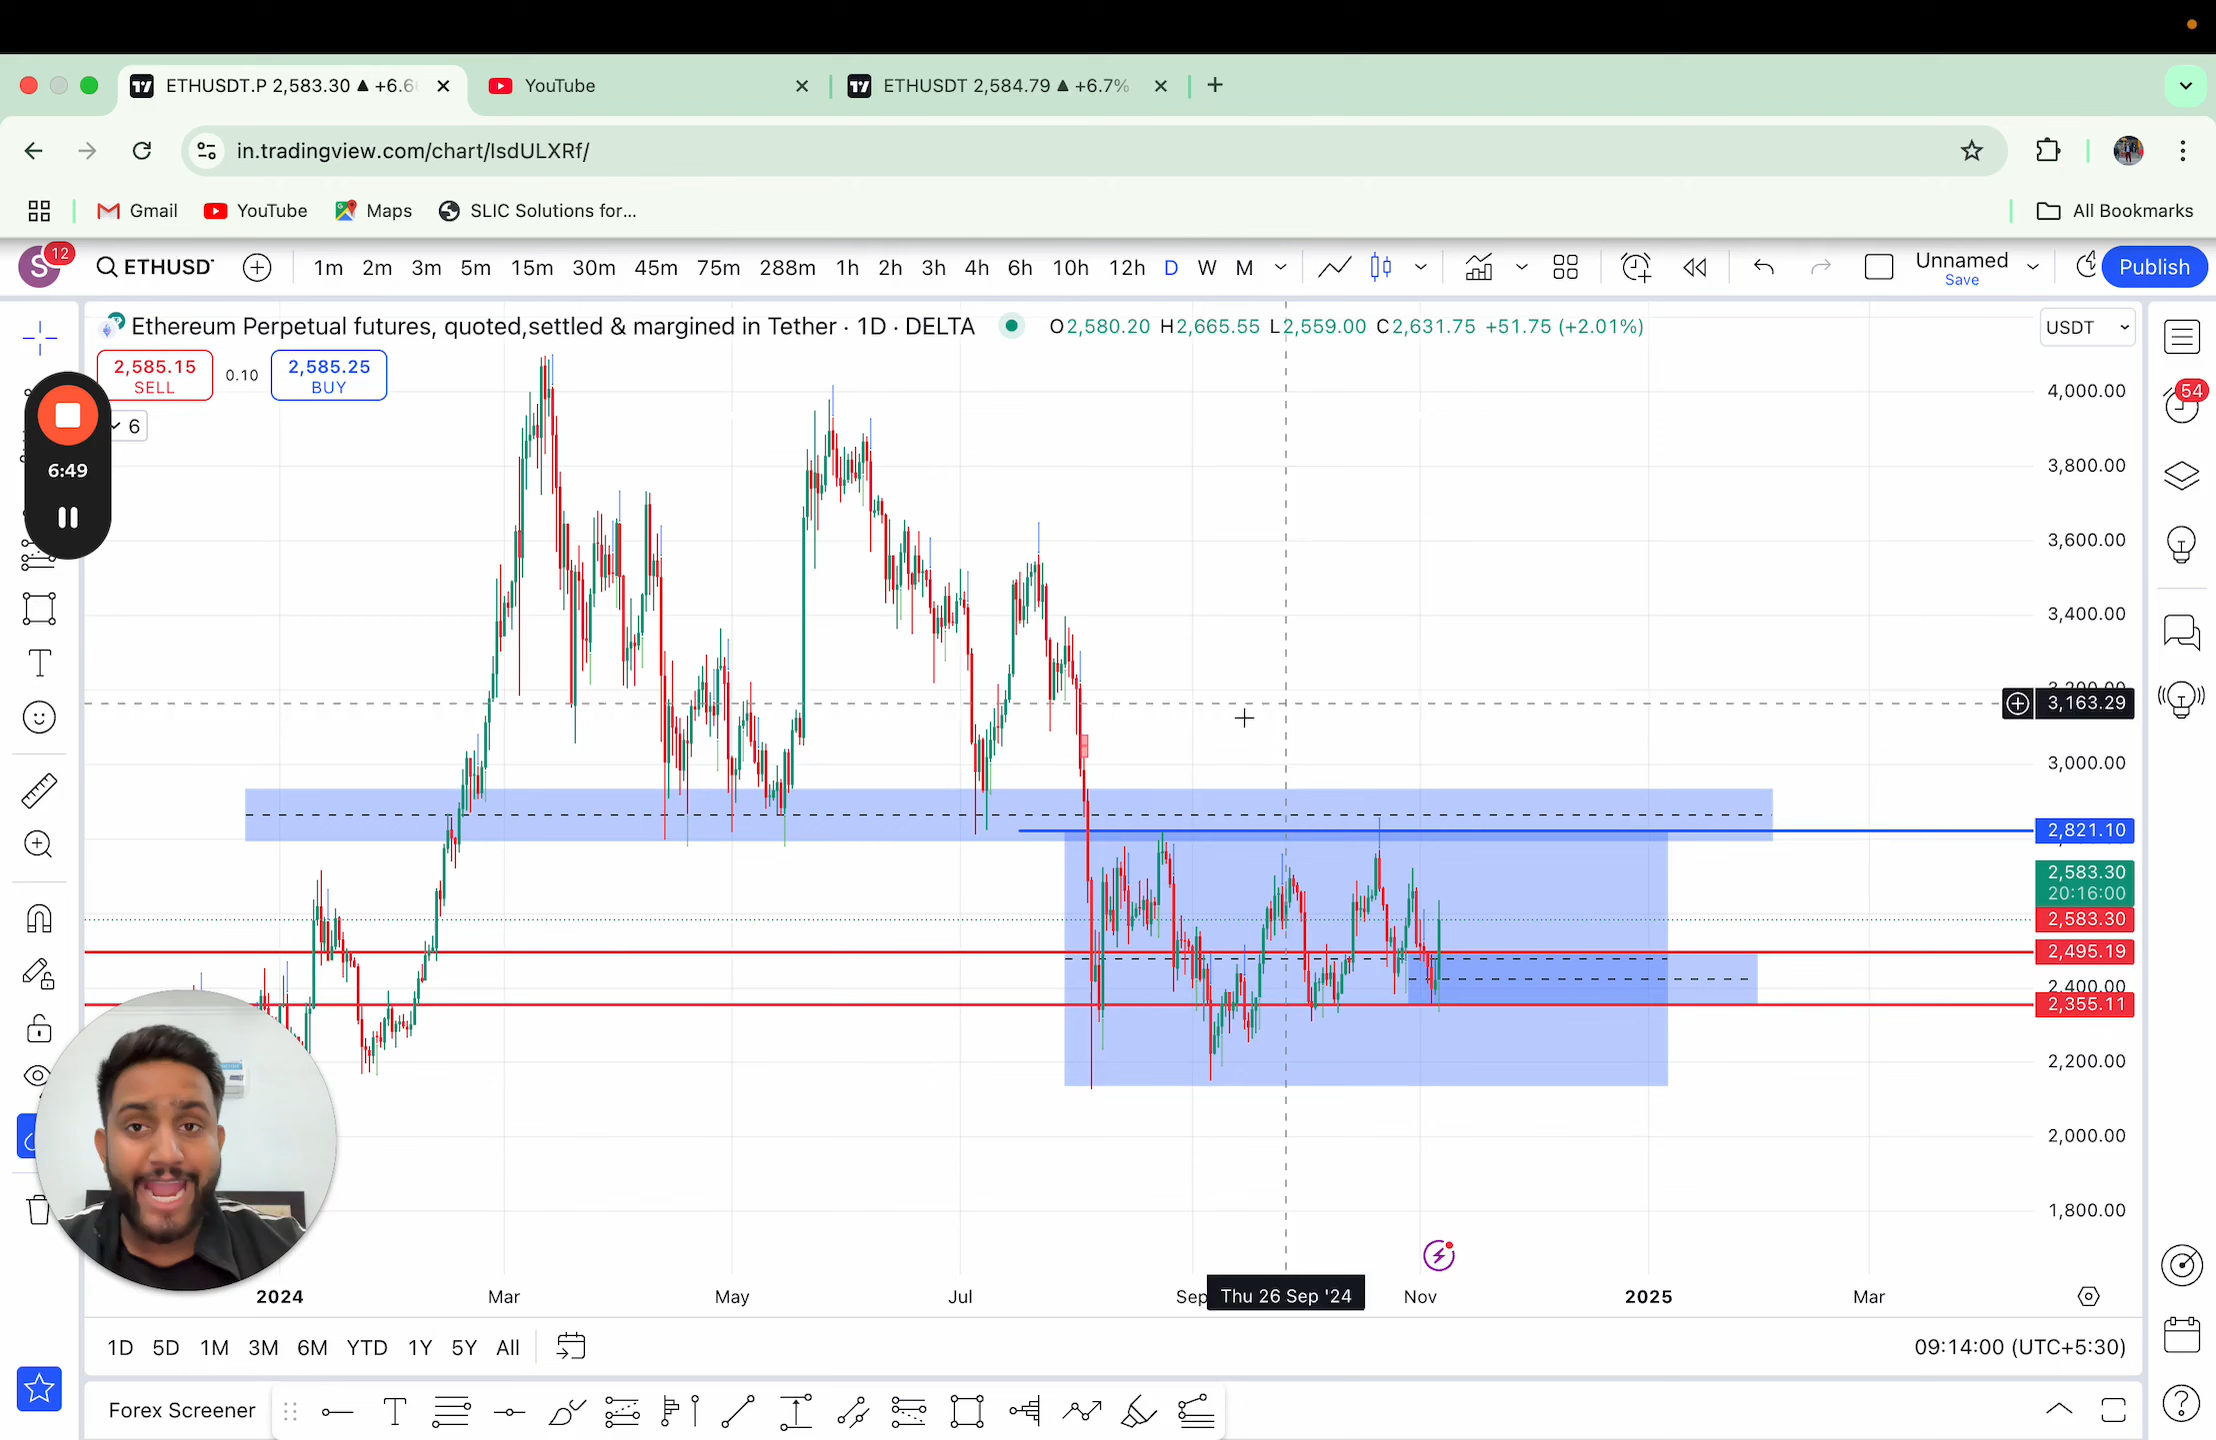 ETHUSDT.P 2,583.30 ▲ +6.6
YouTube
ETHUSDT 2,584.79 ▲ +6.7%
in.tradingview.com/chart/IsdULXRf/
Gmail
YouTube
Maps
SLIC Solutions for...
All Bookmarks
S
12
ETHUSD
1m 2m 3m 5m 15m 30m 45m 75m 288m 1h 2h 3h 4h 6h 10h 12h D W M
Unnamed
Save
Publish
Ethereum Perpetual futures, quoted,settled & margined in Tether · 1D · DELTA
O2,580.20 H2,665.55 L2,559.00 C2,631.75 +51.75 (+2.01%)
USDT
2,585.15
SELL
0.10
2,585.25
BUY
6
54
6:49
4,000.00
3,800.00
3,600.00
3,400.00
3,200.00
3,163.29
3,000.00
2,821.10
2,583.30
20:16:00
2,583.30
2,495.19
2,400.00
2,355.11
2,200.00
2,000.00
1,800.00
2024
Mar
May
Jul
Sep
Thu 26 Sep '24
Nov
2025
Mar
1D 5D 1M 3M 6M YTD 1Y 5Y All
09:14:00 (UTC+5:30)
Forex Screener